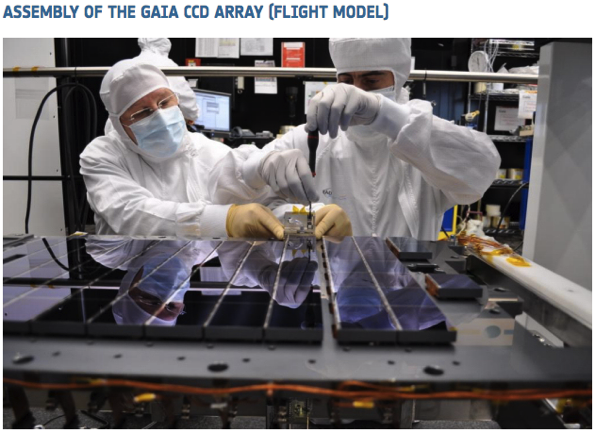 ASSEMBLY OF THE GAIA CCD ARRAY (FLIGHT MODEL)